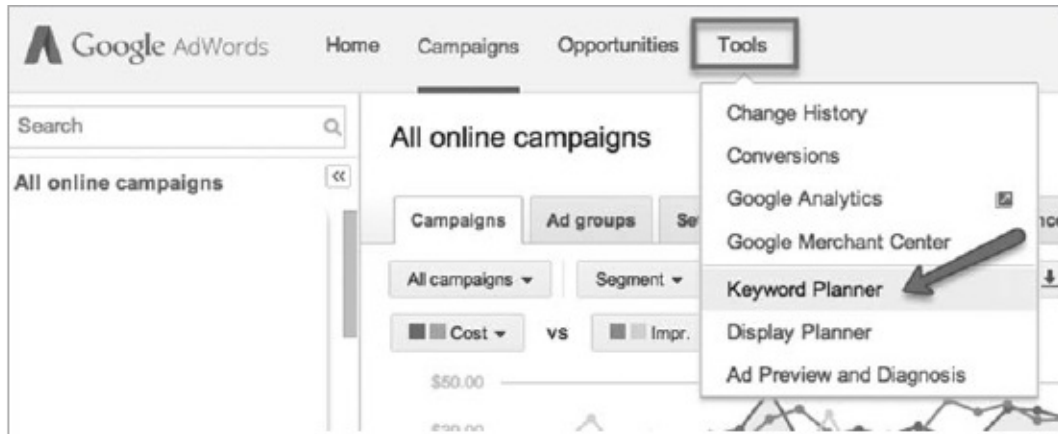 Google AdWords Home Campaigns Opportunities Tools
Search
All online campaigns
All online campaigns
Campaigns Ad groups
All campaigns Segment
Cost vs Impr.
$50.00
Change History
Conversions
Google Analytics
Google Merchant Center
Keyword Planner
Display Planner
Ad Preview and Diagnosis